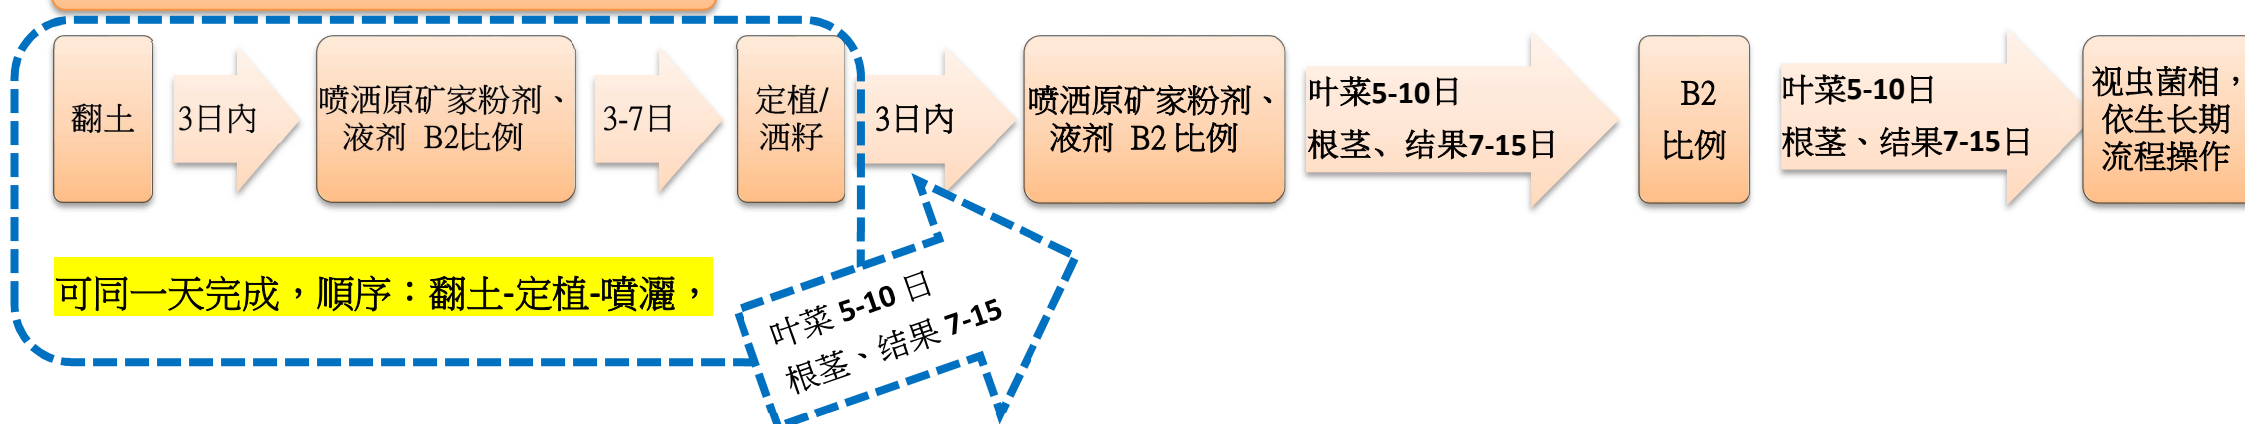 翻土
3日內
喷洒原矿家粉剂、
液剂 B2比例
3-7日
定植/
洒籽
3日内
喷洒原矿家粉剂、
液剂 B2 比例
叶菜5-10日
根茎、结果7-15日
B2
比例
叶菜5-10日
根茎、结果7-15日
视虫菌相，
依生长期
流程操作
可同一天完成，順序：翻土-定植-噴灑，
叶菜 5-10 日
根茎、结果 7-15